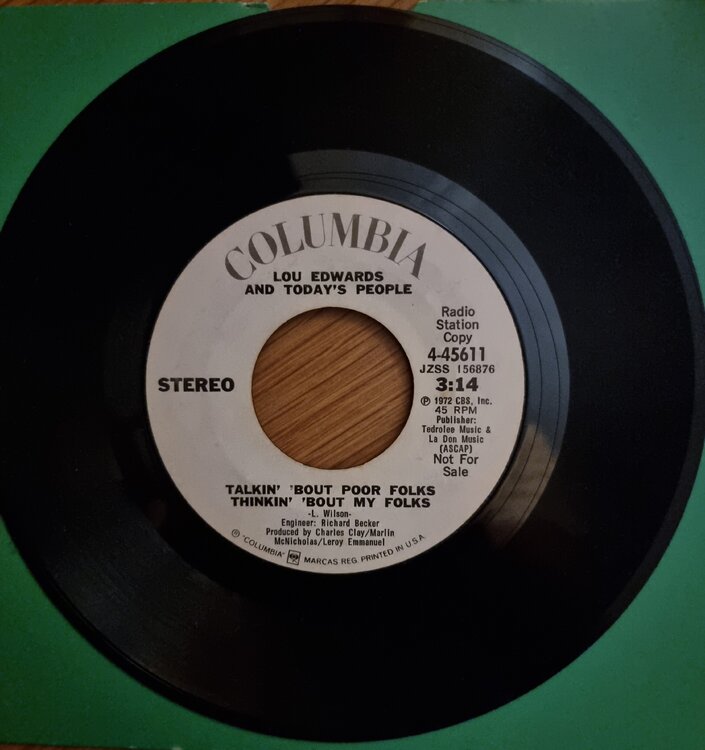 COLUMBIA
LOU EDWARDS
AND TODAY'S PEOPLE
Radio
Station
Copy
4-45611
JZSS 156876
STEREO
3:14
Ⓟ 1972 CBS, Inc.
45 RPM
Publisher:
Tedrolee Music &
La Don Music
(ASCAP)
Not For
Sale
TALKIN' 'BOUT POOR FOLKS
THINKIN' 'BOUT MY FOLKS
-L. Wilson-
Engineer: Richard Becker
Produced by Charles Clay/Marlin
McNicholas/Leroy Emmanuel
® "COLUMBIA" MARCAS REG. PRINTED IN U.S.A.